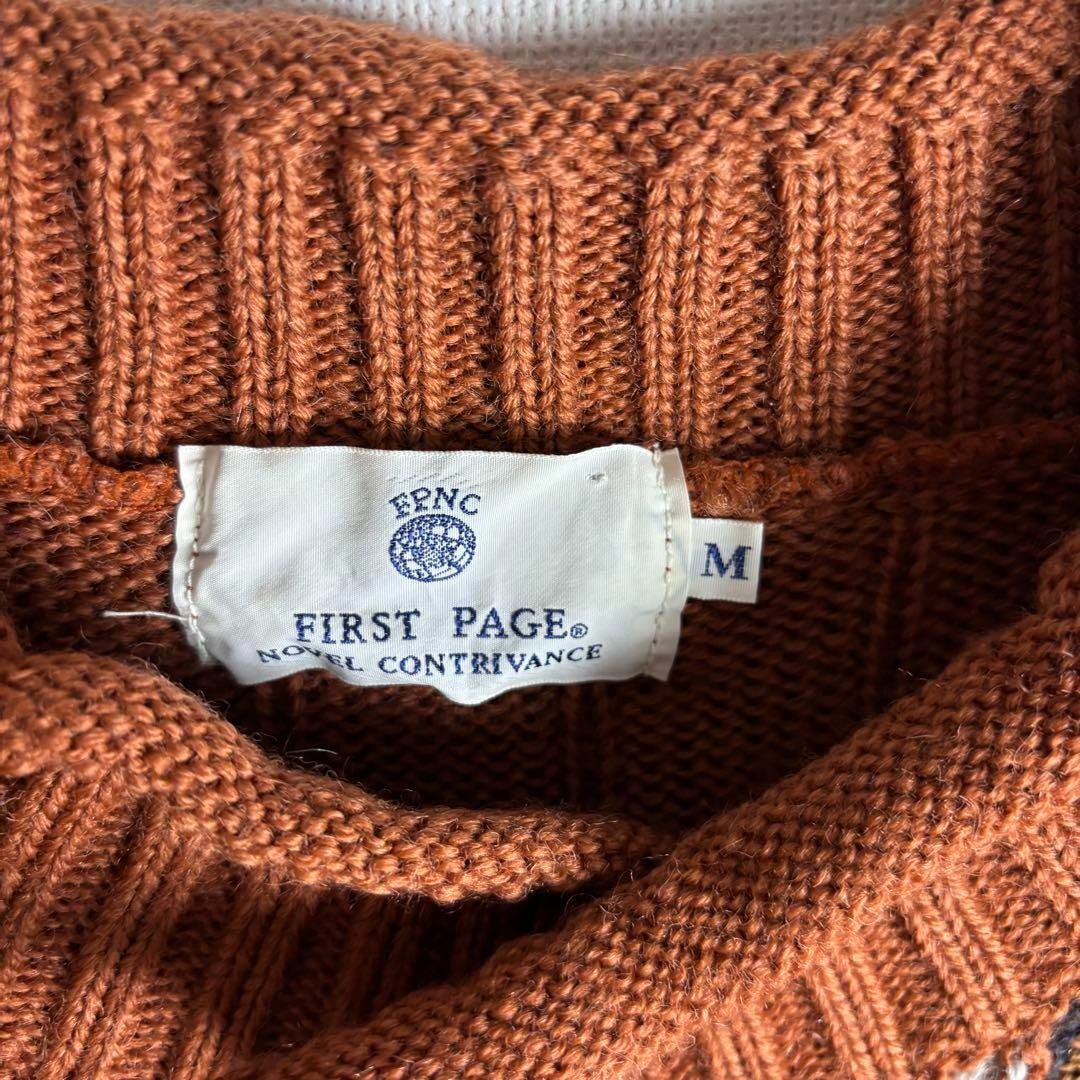 FPNC
FIRST PAGE®
NOVEL CONTRIVANCE
M